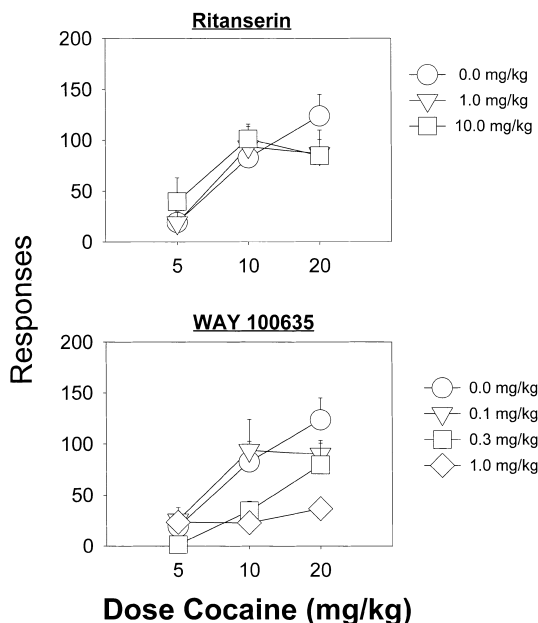 Ritanserin
200
150
100
50
0
5 10 20
0.0 mg/kg
1.0 mg/kg
10.0 mg/kg
Responses
WAY 100635
200
150
100
50
0
5 10 20
0.0 mg/kg
0.1 mg/kg
0.3 mg/kg
1.0 mg/kg
Dose Cocaine (mg/kg)